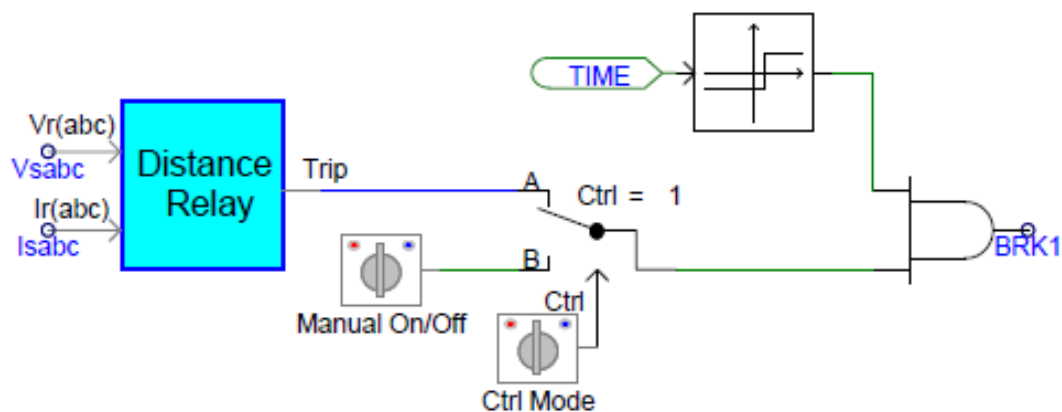 TIME
Vr(abc)
Vsabc
Distance
Relay
Trip
A
Ctrl = 1
Ir(abc)
Isabc
B
BRK1
Ctrl
Manual On/Off
Ctrl Mode